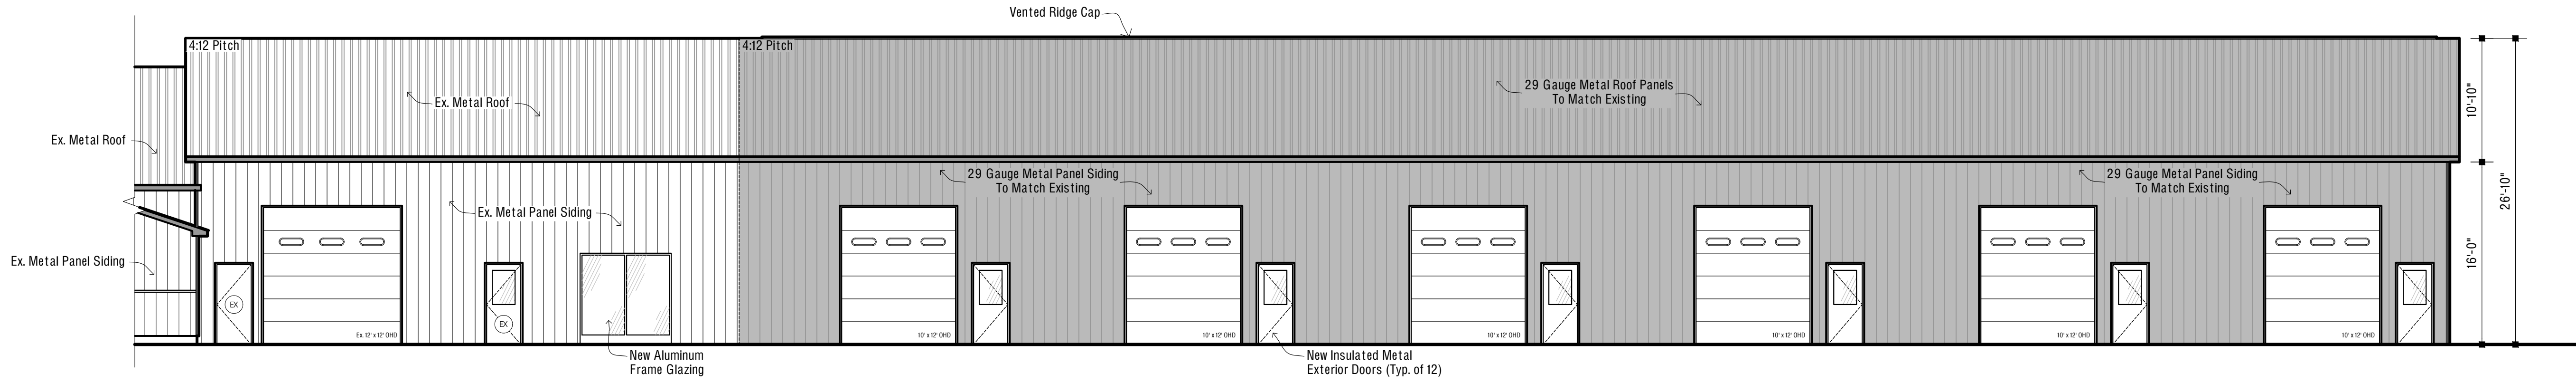 Vented Ridge Cap
4:12 Pitch
4:12 Pitch
Ex. Metal Roof
29 Gauge Metal Roof Panels
To Match Existing
10'-10"
Ex. Metal Roof
29 Gauge Metal Panel Siding
To Match Existing
29 Gauge Metal Panel Siding
To Match Existing
26'-10"
Ex. Metal Panel Siding
Ex. Metal Panel Siding
16'-0"
EX
EX
Ex. 12' x 12' OHD
10' x 12' OHD
10' x 12' OHD
10' x 12' OHD
10' x 12' OHD
10' x 12' OHD
10' x 12' OHD
New Aluminum
Frame Glazing
New Insulated Metal
Exterior Doors (Typ. of 12)